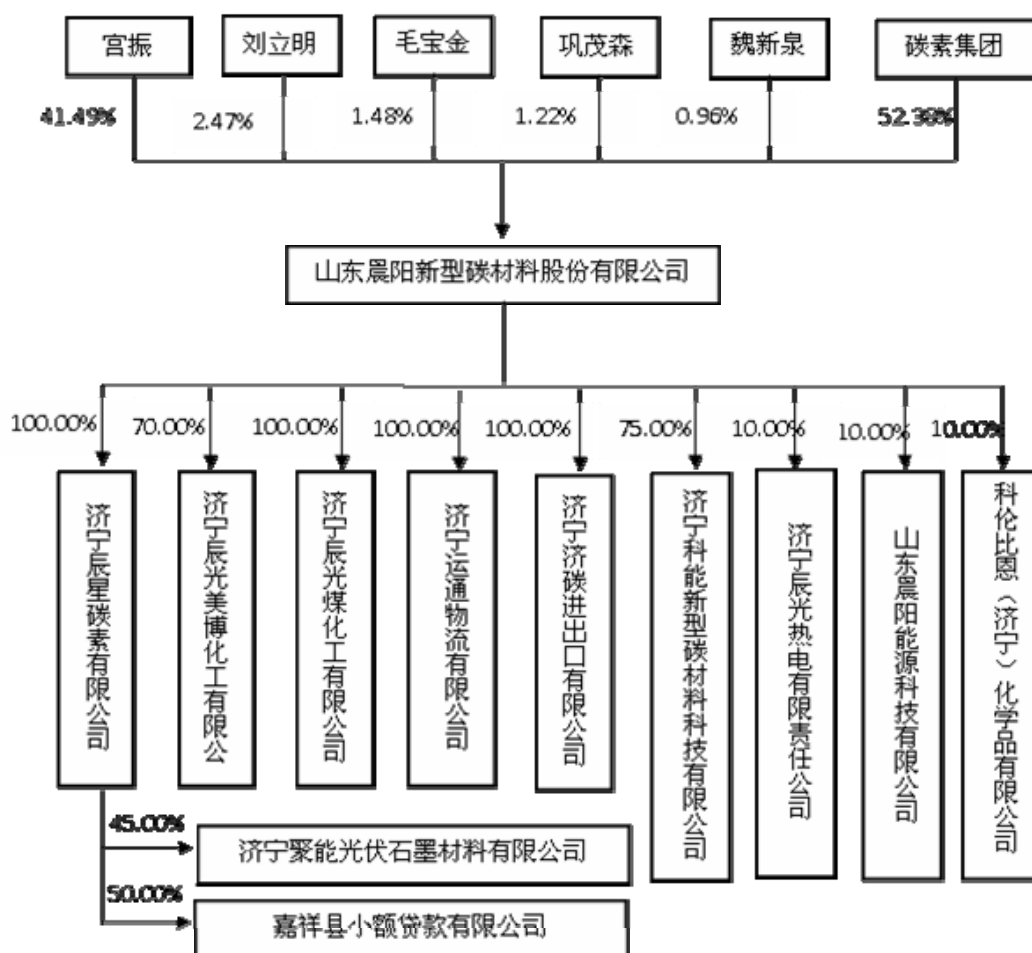 宫振
刘立明
毛宝金
巩茂森
魏新泉
碳素集团
41.49%
2.47%
1.48%
1.22%
0.96%
52.38%
山东晨阳新型碳材料股份有限公司
100.00%
70.00%
100.00%
100.00%
100.00%
75.00%
10.00%
10.00%
10.00%
济宁辰星碳素有限公司
济宁辰光美博化工有限公
济宁辰光煤化工有限公司
济宁运通物流有限公司
济宁济碳进出口有限公司
济宁科能新型碳材料科技有限公司
济宁辰光热电有限责任公司
山东晨阳能源科技有限公司
科伦比恩（济宁）化学品有限公司
45.00%
济宁聚能光伏石墨材料有限公司
50.00%
嘉祥县小额贷款有限公司